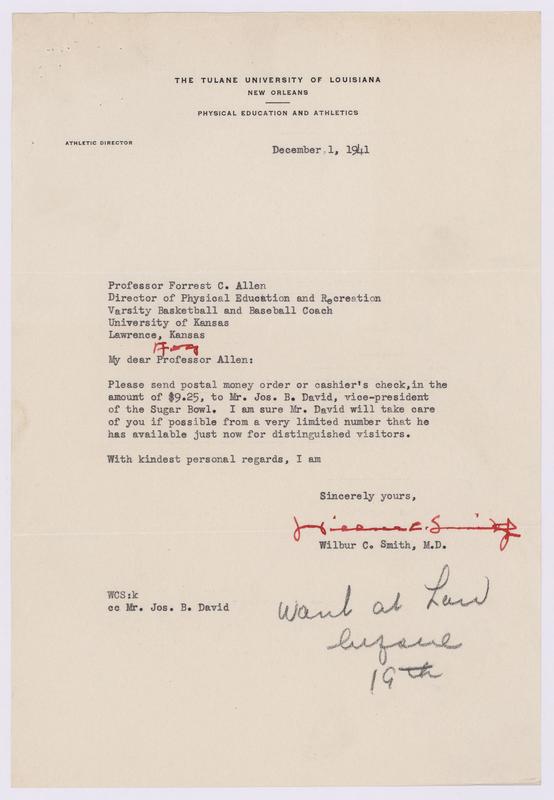 THE TULANE UNIVERSITY OF LOUISIANA
NEW ORLEANS
PHYSICAL EDUCATION AND ATHLETICS
ATHLETIC DIRECTOR
December 1, 1941
Professor Forrest C. Allen
Director of Physical Education and Recreation
Varsity Basketball and Baseball Coach
University of Kansas
Lawrence, Kansas
My dear Professor Allen:
Please send postal money order or cashier's check,in the
amount of $9.25, to Mr. Jos. B. David, vice-president
of the Sugar Bowl. I am sure Mr. David will take care
of you if possible from a very limited number that he
has available just now for distinguished visitors.
With kindest personal regards, I am
Sincerely yours,
Wilbur C. Smith
Wilbur C. Smith, M.D.
WCS:k
cc Mr. Jos. B. David
want at
before
19th